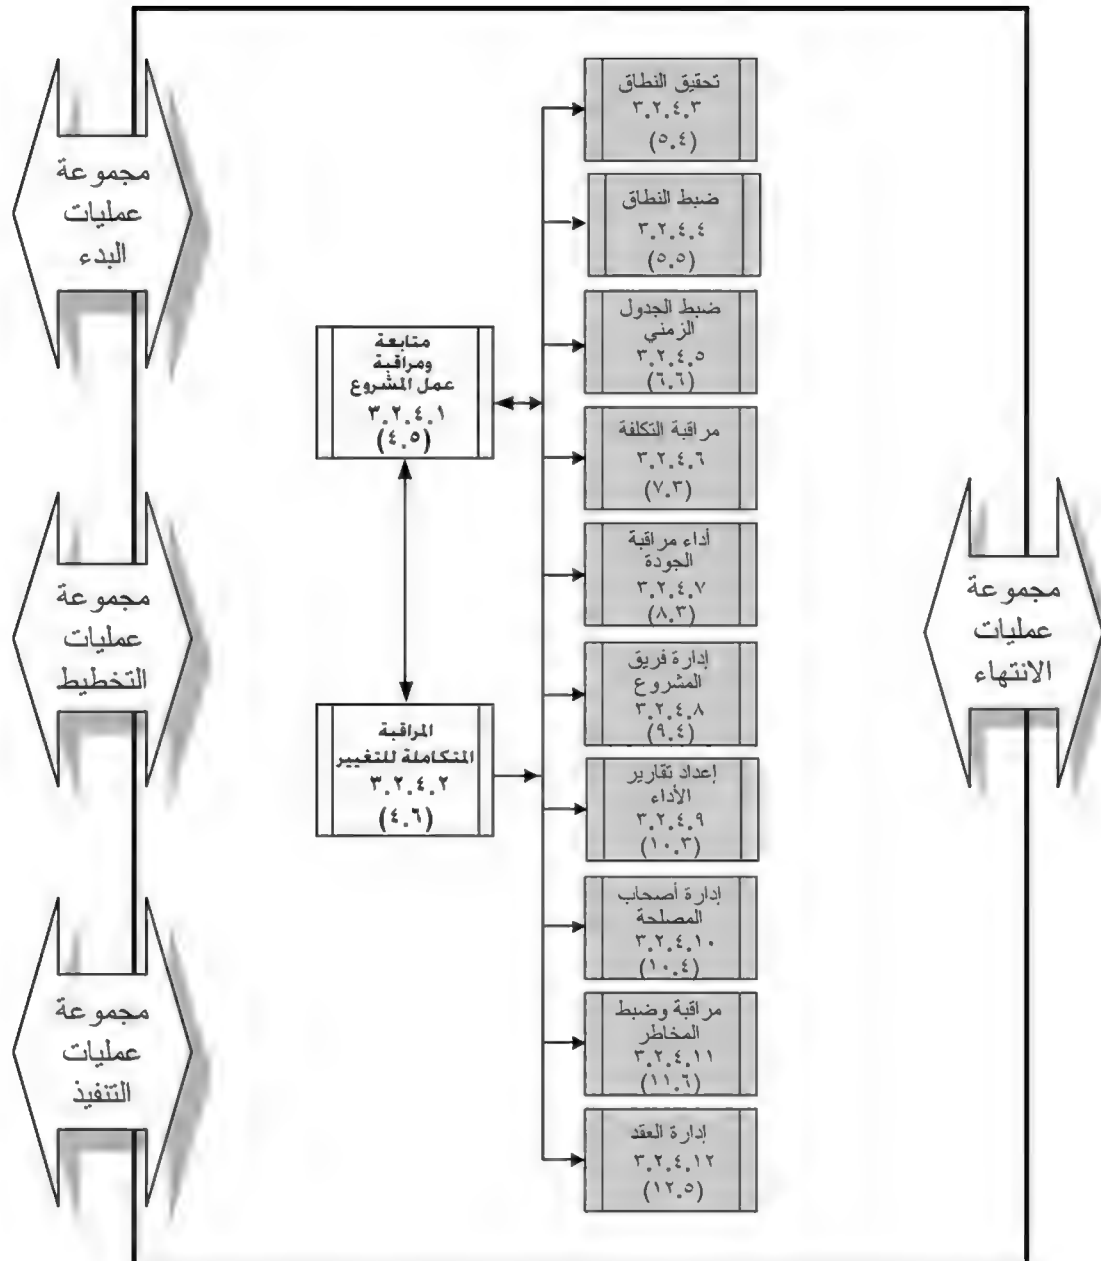 مجموعة
عمليات
البدء
مجموعة
عمليات
التخطيط
مجموعة
عمليات
التنفيذ
متابعة
ومراقبة
عمل المشروع
٣.٢.٤.١
(٤.٥)
المراقبة
المتكاملة للتغيير
٣.٢.٤.٢
(٤.٦)
تحقيق النطاق
٣.٢.٤.٣
(٥.٤)
ضبط النطاق
٣.٢.٤.٤
(٥.٥)
ضبط الجدول
الزمني
٣.٢.٤.٥
(٦.٦)
مراقبة التكلفة
٣.٢.٤.٦
(٧.٣)
أداء مراقبة
الجودة
٣.٢.٤.٧
(٨.٣)
إدارة فريق
المشروع
٣.٢.٤.٨
(٩.٤)
إعداد تقارير
الأداء
٣.٢.٤.٩
(١٠.٣)
إدارة أصحاب
المصلحة
٣.٢.٤.١٠
(١٠.٤)
مراقبة وضبط
المخاطر
٣.٢.٤.١١
(١١.٦)
إدارة العقد
٣.٢.٤.١٢
(١٢.٥)
مجموعة
عمليات
الانتهاء